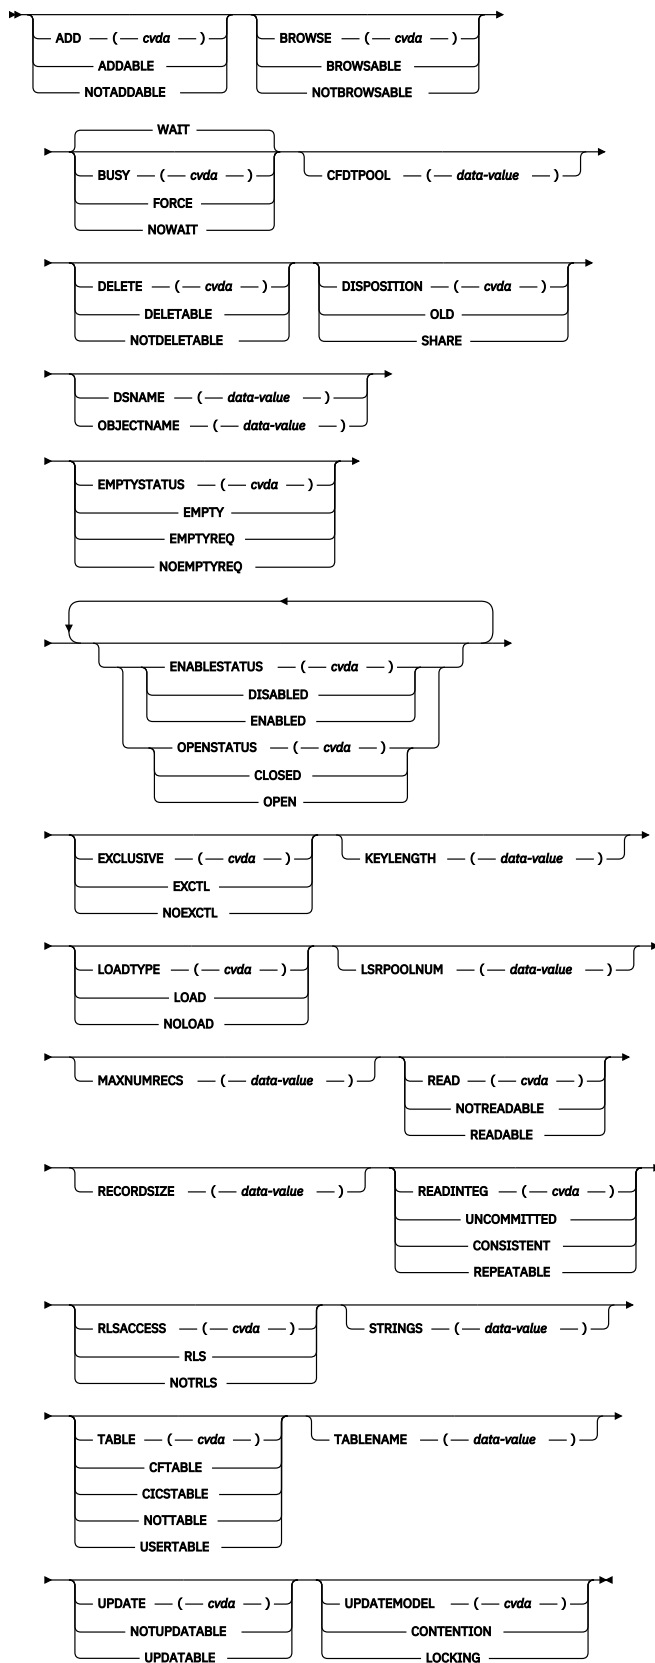 ADD ( cvda ) BROWSE ( cvda )
ADDABLE BROWSABLE
NOTADDABLE NOTBROWSABLE
WAIT
BUSY ( cvda ) CFDTPOOL ( data-value )
FORCE
NOWAIT
DELETE ( cvda ) DISPOSITION ( cvda )
DELETABLE OLD
NOTDELETABLE SHARE
DSNAME ( data-value )
OBJECTNAME ( data-value )
EMPTYSTATUS ( cvda )
EMPTY
EMPTYREQ
NOEMPTYREQ
ENABLESTATUS ( cvda )
DISABLED
ENABLED
OPENSTATUS ( cvda )
CLOSED
OPEN
EXCLUSIVE ( cvda ) KEYLENGTH ( data-value )
EXCTL
NOEXCTL
LOADTYPE ( cvda ) LSRPOOLNUM ( data-value )
LOAD
NOLOAD
MAXNUMRECS ( data-value ) READ ( cvda )
NOTREADABLE
READABLE
RECORDSIZE ( data-value ) READINTEG ( cvda )
UNCOMMITTED
CONSISTENT
REPEATABLE
RLSACCESS ( cvda ) STRINGS ( data-value )
RLS
NOTRLS
TABLE ( cvda ) TABLENAME ( data-value )
CFTABLE
CICSTABLE
NOTTABLE
USERTABLE
UPDATE ( cvda ) UPDATEMODEL ( cvda )
NOTUPDATABLE CONTENTION
UPDATABLE LOCKING